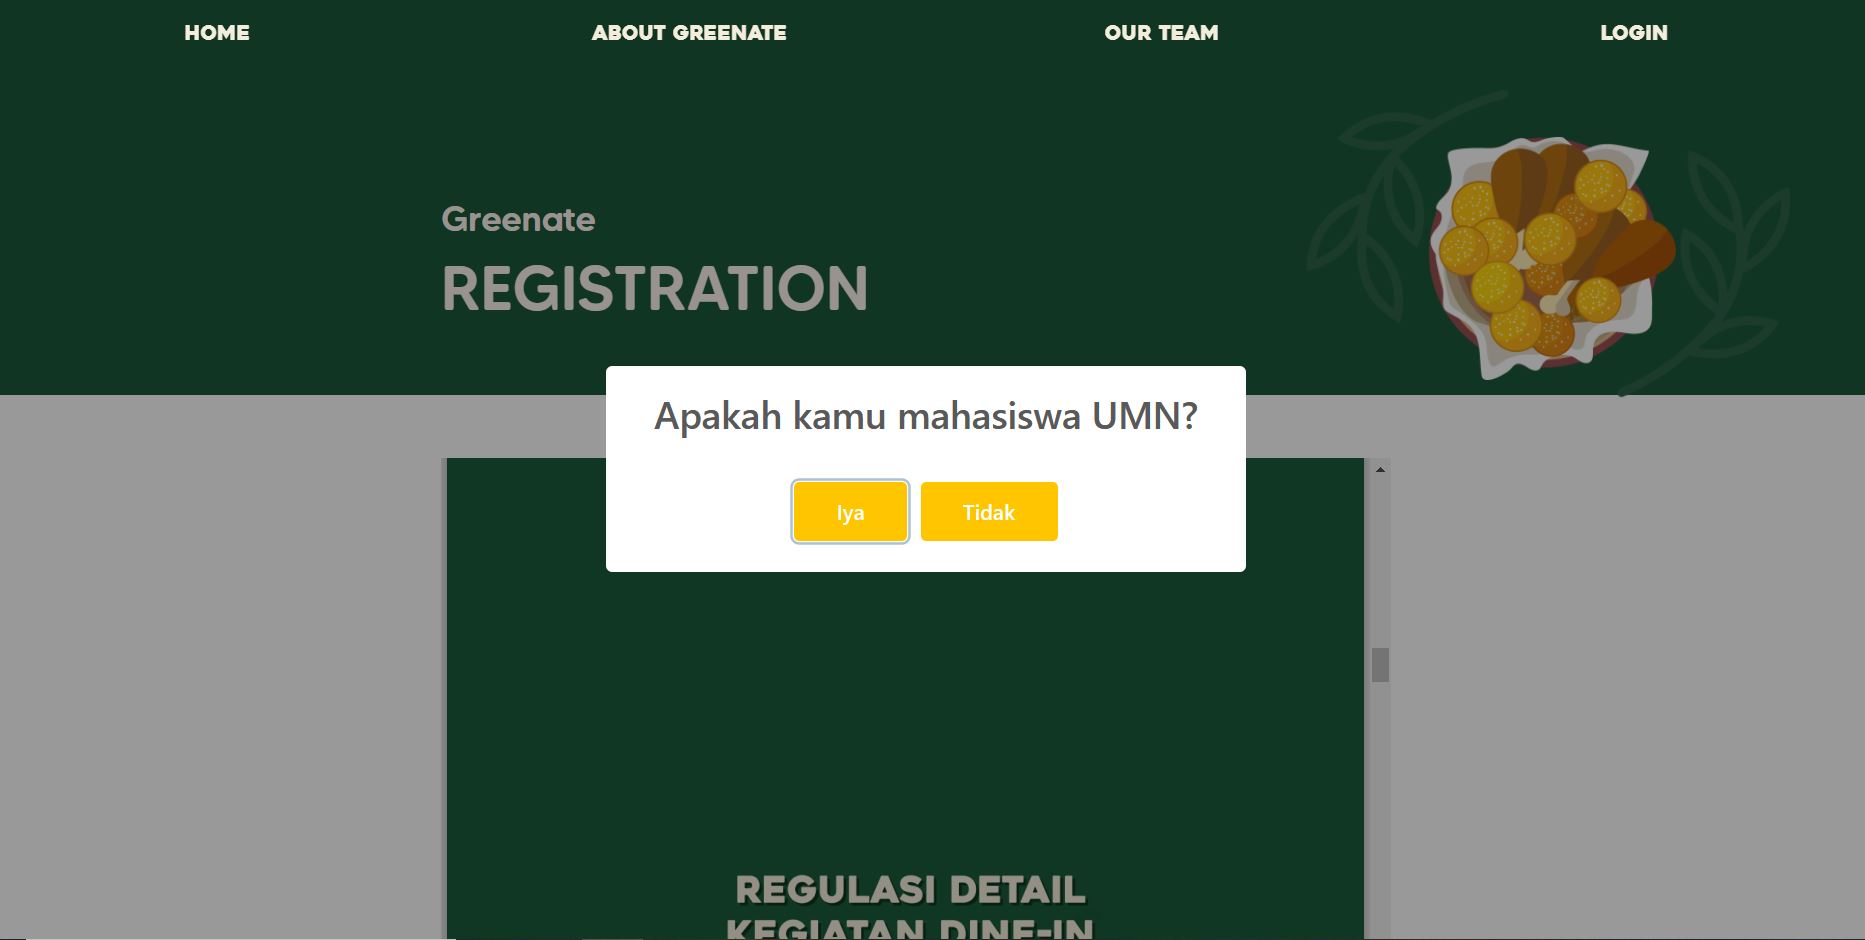 HOME
ABOUT GREENATE
OUR TEAM
LOGIN
Greenate
REGISTRATION
Apakah kamu mahasiswa UMN?
Iya
Tidak
REGULASI DETAIL
KEGIATAN DINE-IN